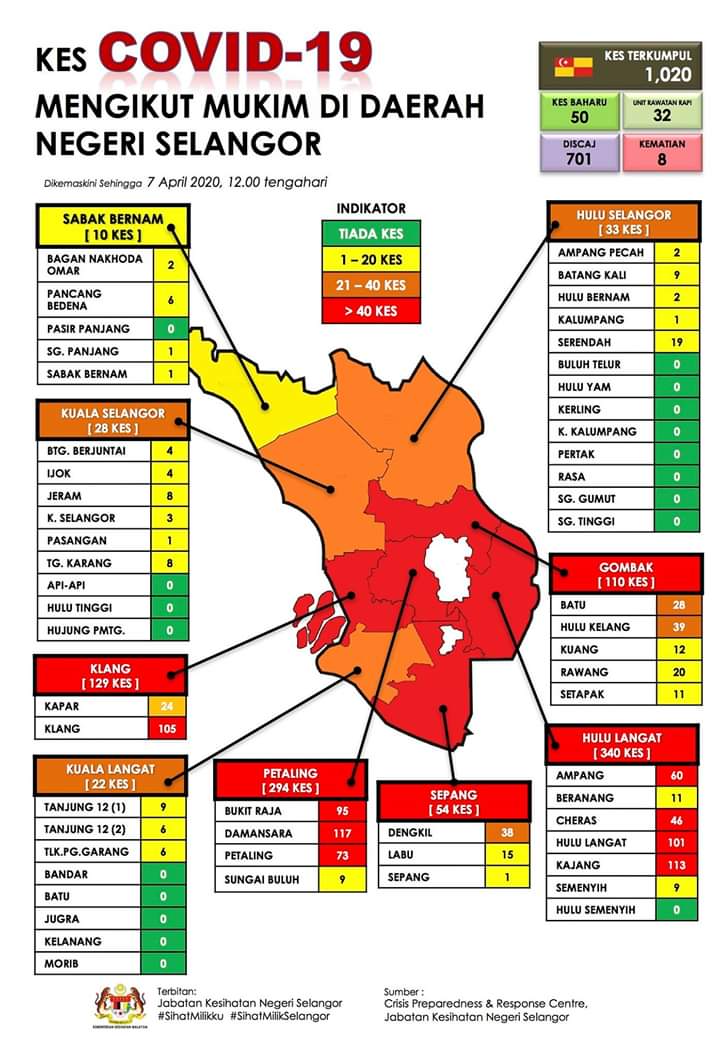 KES COVID-19
MENGIKUT MUKIM DI DAERAH
NEGERI SELANGOR
Dikemaskini Sehingga 7 April 2020, 12.00 tengahari
KES TERKUMPUL
1,020
KES BAHARU
50
UNIT RAWATAN RAPI
32
DISCAJ
701
KEMATIAN
8
INDIKATOR
TIADA KES
1 – 20 KES
21 – 40 KES
> 40 KES
SABAK BERNAM
[ 10 KES ]
BAGAN NAKHODA
OMAR 2
PANCANG
BEDENA 6
PASIR PANJANG 0
SG. PANJANG 1
SABAK BERNAM 1
KUALA SELANGOR
[ 28 KES ]
BTG. BERJUNTAI 4
IJOK 4
JERAM 8
K. SELANGOR 3
PASANGAN 1
TG. KARANG 8
API-API 0
HULU TINGGI 0
HUJUNG PMTG. 0
KLANG
[ 129 KES ]
KAPAR 24
KLANG 105
KUALA LANGAT
[ 22 KES ]
TANJUNG 12 (1) 9
TANJUNG 12 (2) 6
TLK.PG.GARANG 6
BANDAR 0
BATU 0
JUGRA 0
KELANANG 0
MORIB 0
PETALING
[ 294 KES ]
BUKIT RAJA 95
DAMANSARA 117
PETALING 73
SUNGAI BULUH 9
SEPANG
[ 54 KES ]
DENGKIL 38
LABU 15
SEPANG 1
HULU SELANGOR
[ 33 KES ]
AMPANG PECAH 2
BATANG KALI 9
HULU BERNAM 2
KALUMPANG 1
SERENDAH 19
BULUH TELUR 0
HULU YAM 0
KERLING 0
K. KALUMPANG 0
PERTAK 0
RASA 0
SG. GUMUT 0
SG. TINGGI 0
GOMBAK
[ 110 KES ]
BATU 28
HULU KELANG 39
KUANG 12
RAWANG 20
SETAPAK 11
HULU LANGAT
[ 340 KES ]
AMPANG 60
BERANANG 11
CHERAS 46
HULU LANGAT 101
KAJANG 113
SEMENYIH 9
HULU SEMENYIH 0
KEMENTERIAN KESIHATAN MALAYSIA
Terbitan:
Jabatan Kesihatan Negeri Selangor
#SihatMilikku #SihatMilikSelangor
Sumber :
Crisis Preparedness & Response Centre,
Jabatan Kesihatan Negeri Selangor